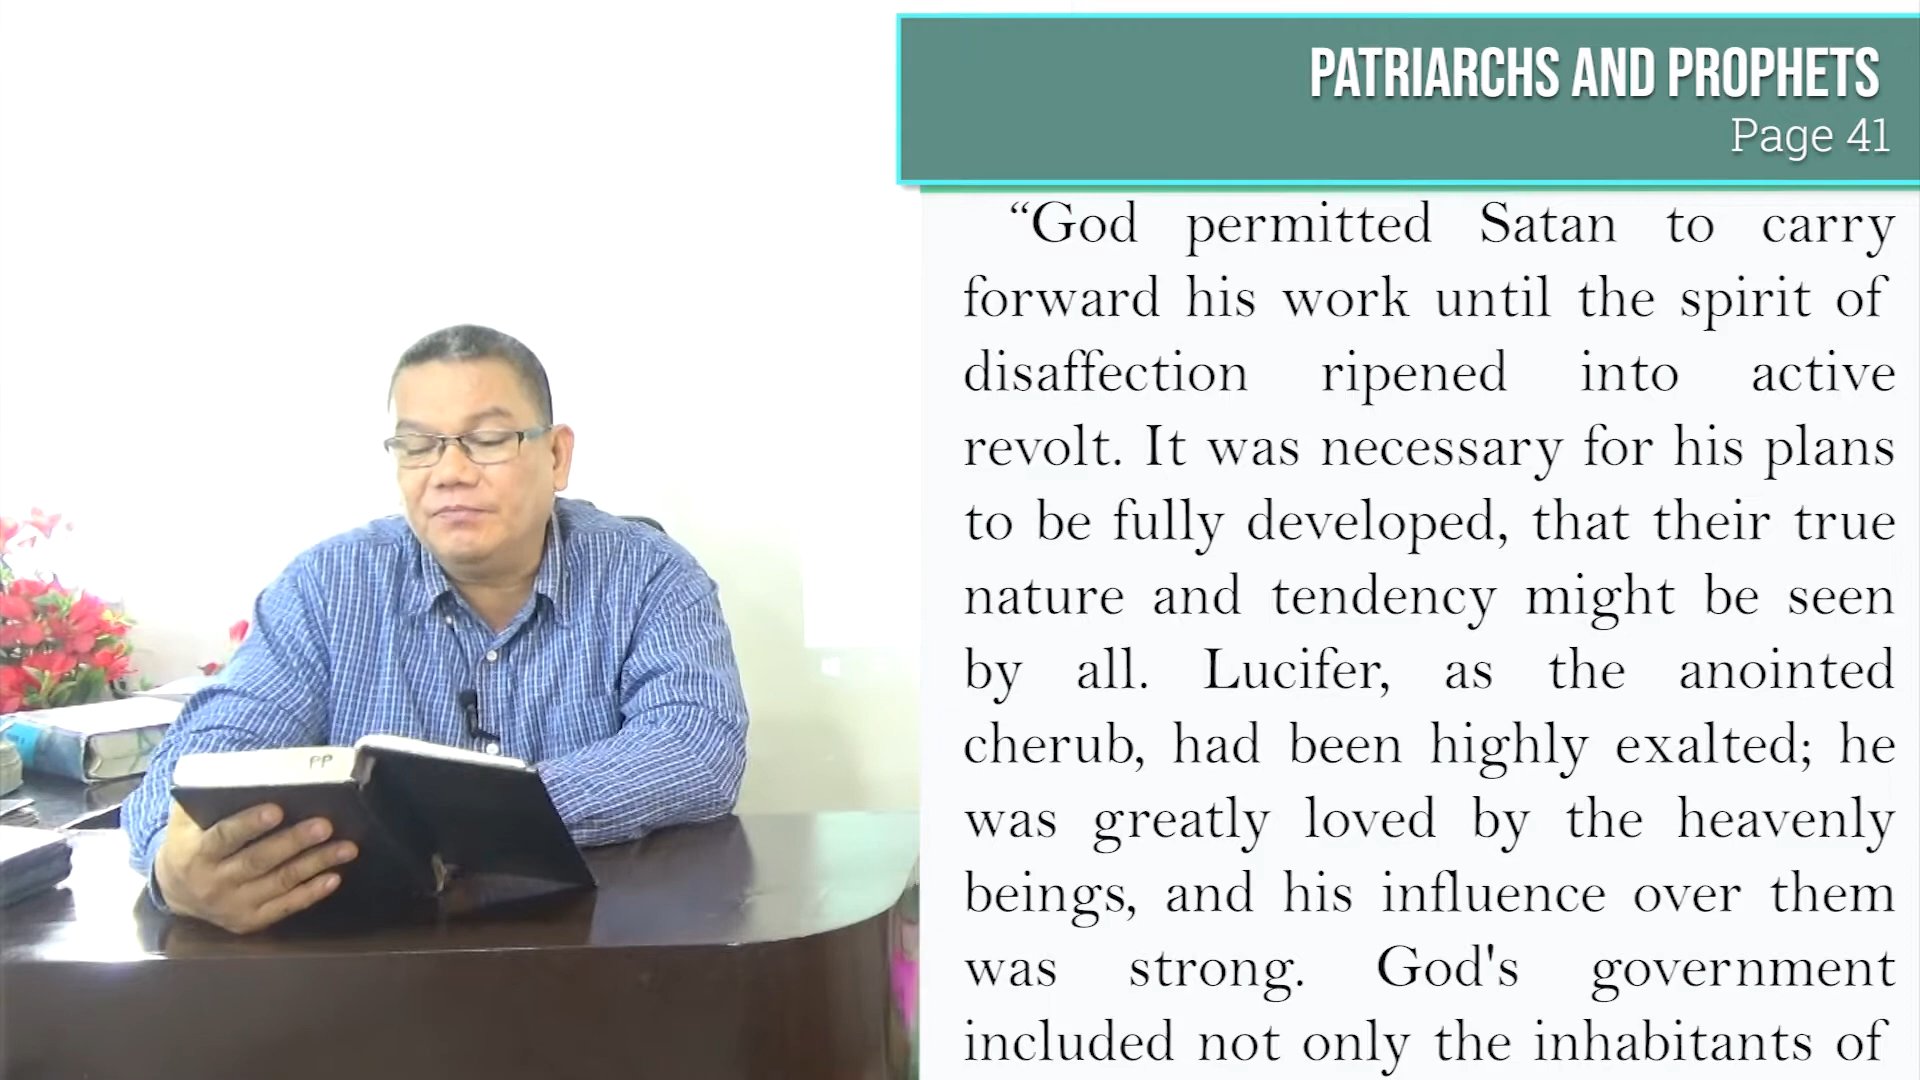 PATRIARCHS AND PROPHETS
Page 41
“God permitted Satan to carry
forward his work until the spirit of
disaffection ripened into active
revolt. It was necessary for his plans
to be fully developed, that their true
nature and tendency might be seen
by all. Lucifer, as the anointed
cherub, had been highly exalted; he
was greatly loved by the heavenly
beings, and his influence over them
was strong. God's government
included not only the inhabitants of
PP